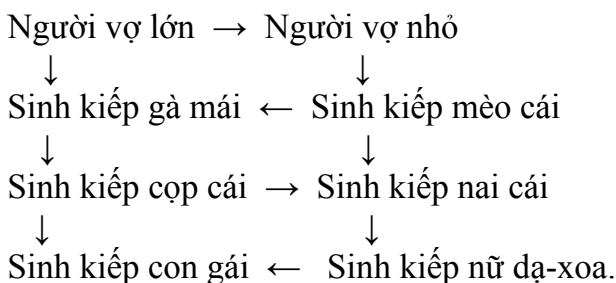 Người vợ lớn → Người vợ nhỏ
↓ ↓
Sinh kiếp gà mái ← Sinh kiếp mèo cái
↓ ↓
Sinh kiếp cọp cái → Sinh kiếp nai cái
↓ ↓
Sinh kiếp con gái ← Sinh kiếp nữ dạ-xoa.